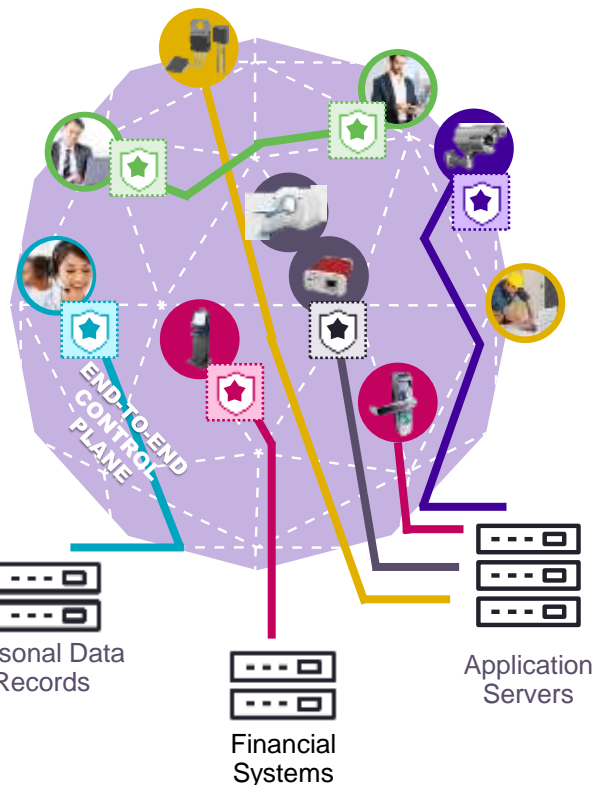 END-TO-END
CONTROL
PLANE
sonal Data
Records
Application
Servers
Financial
Systems